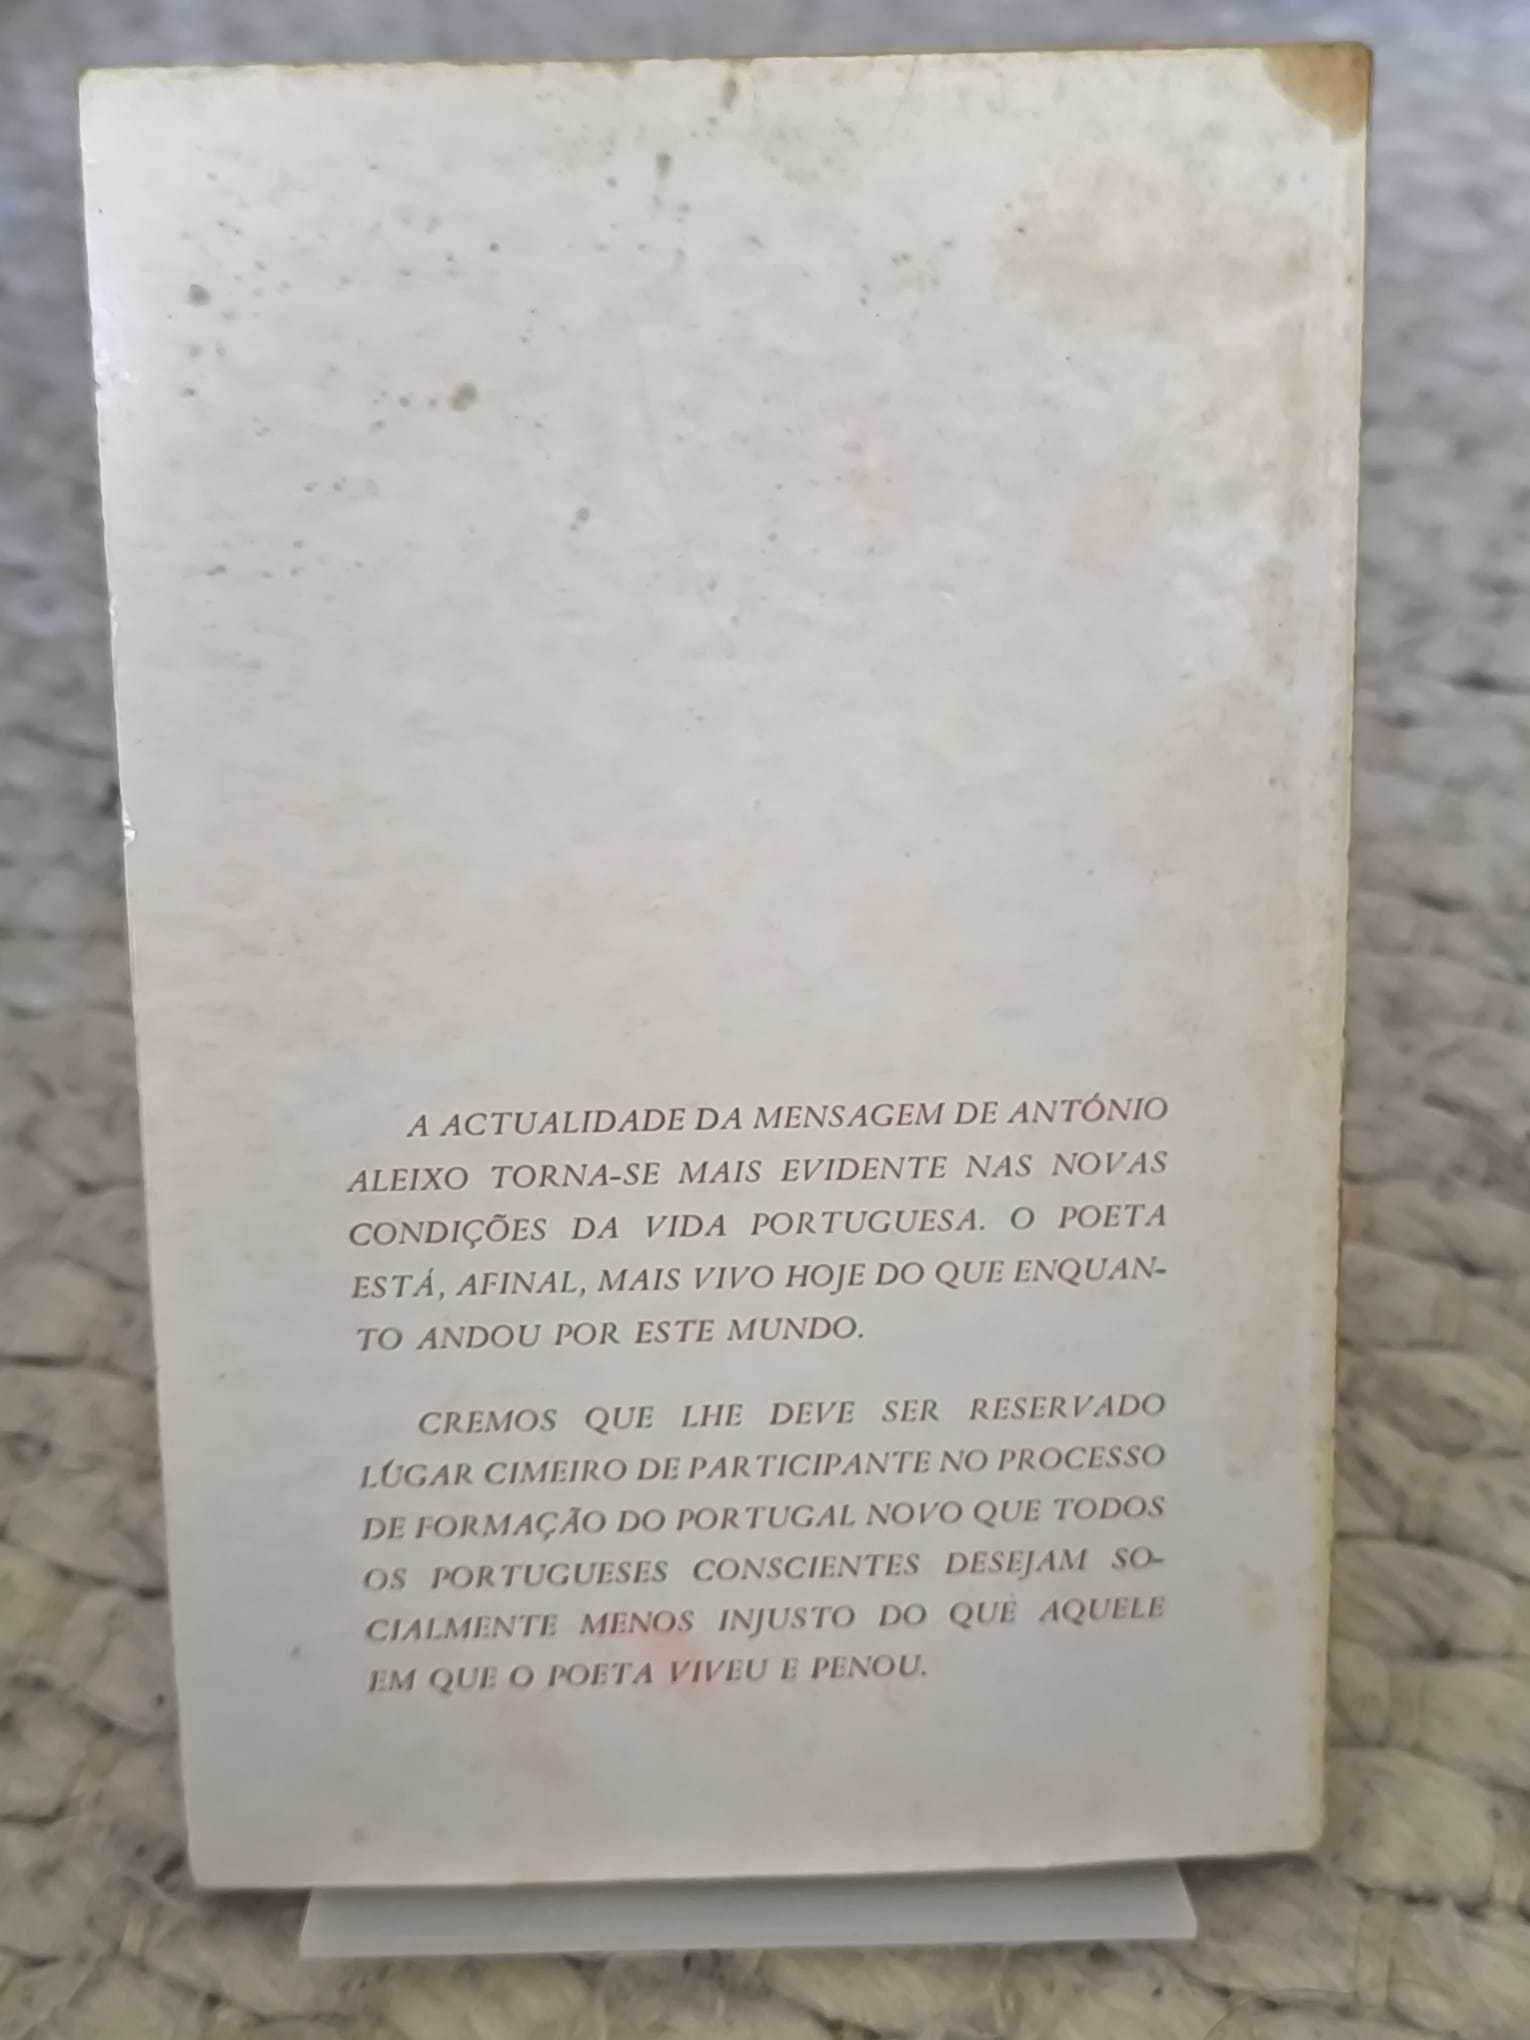 A ACTUALIDADE DA MENSAGEM DE ANTÓNIO
ALEIXO TORNA-SE MAIS EVIDENTE NAS NOVAS
CONDIÇÕES DA VIDA PORTUGUESA. O POETA
ESTÁ, AFINAL, MAIS VIVO HOJE DO QUE ENQUAN-
TO ANDOU POR ESTE MUNDO.
CREMOS QUE LHE DEVE SER RESERVADO
LÚGAR CIMEIRO DE PARTICIPANTE NO PROCESSO
DE FORMAÇÃO DO PORTUGAL NOVO QUE TODOS
OS PORTUGUESES CONSCIENTES DESEJAM SO-
CIALMENTE MENOS INJUSTO DO QUE AQUELE
EM QUE O POETA VIVEU E PENOU.